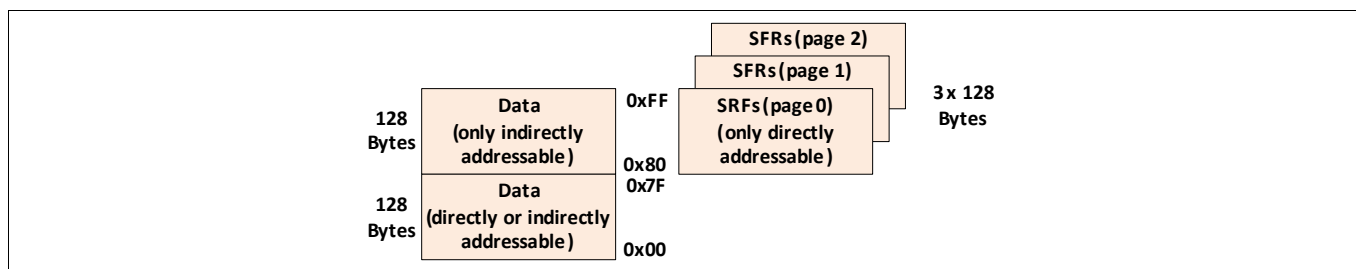 SFRs (page 2)
SFRs (page 1)
3 x 128
Bytes
128
Bytes
Data
(only indirectly
addressable)
0xFF
0x80
SRFs (page 0)
(only directly
addressable)
128
Bytes
Data
(directly or indirectly
addressable)
0x7F
0x00